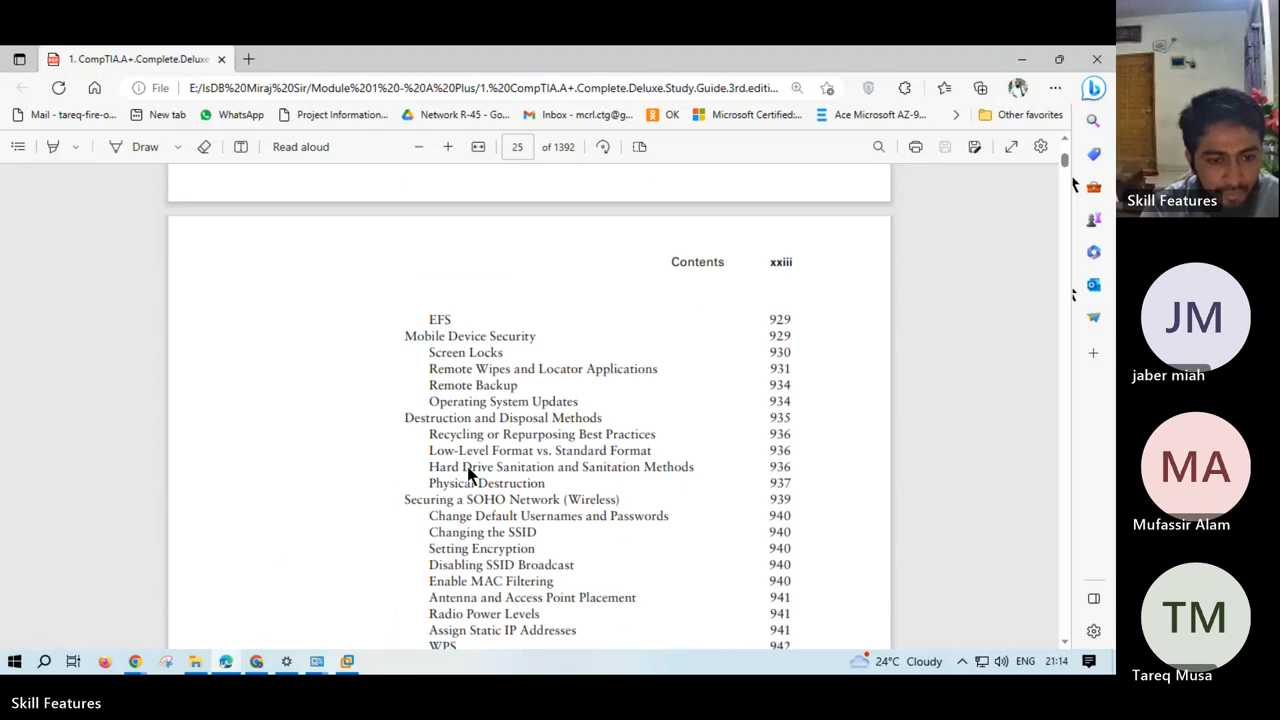 1. CompTIA.A+.Complete.Deluxe
File
E:/IsDB%20Miraj%20Sir/Module%201%20-%20A%20Plus/1.%20CompTIA.A+.Complete.Deluxe.Study.Guide.3rd.editi...
Mail - tareq-fire-o...
New tab
WhatsApp
Project Information...
Network R-45 - Go...
Inbox - mcrl.ctg@g...
OK
Microsoft Certified:...
Ace Microsoft AZ-9...
Other favorites
Draw
Read aloud
25 of 1392
Contents xxiii
EFS 929
Mobile Device Security 929
Screen Locks 930
Remote Wipes and Locator Applications 931
Remote Backup 934
Operating System Updates 934
Destruction and Disposal Methods 935
Recycling or Repurposing Best Practices 936
Low-Level Format vs. Standard Format 936
Hard Drive Sanitation and Sanitation Methods 936
Physical Destruction 937
Securing a SOHO Network (Wireless) 939
Change Default Usernames and Passwords 940
Changing the SSID 940
Setting Encryption 940
Disabling SSID Broadcast 940
Enable MAC Filtering 940
Antenna and Access Point Placement 941
Radio Power Levels 941
Assign Static IP Addresses 941
WPS 942
24°C Cloudy
ENG
21:14
Skill Features
JM
jaber miah
MA
Mufassir Alam
TM
Tareq Musa
Skill Features